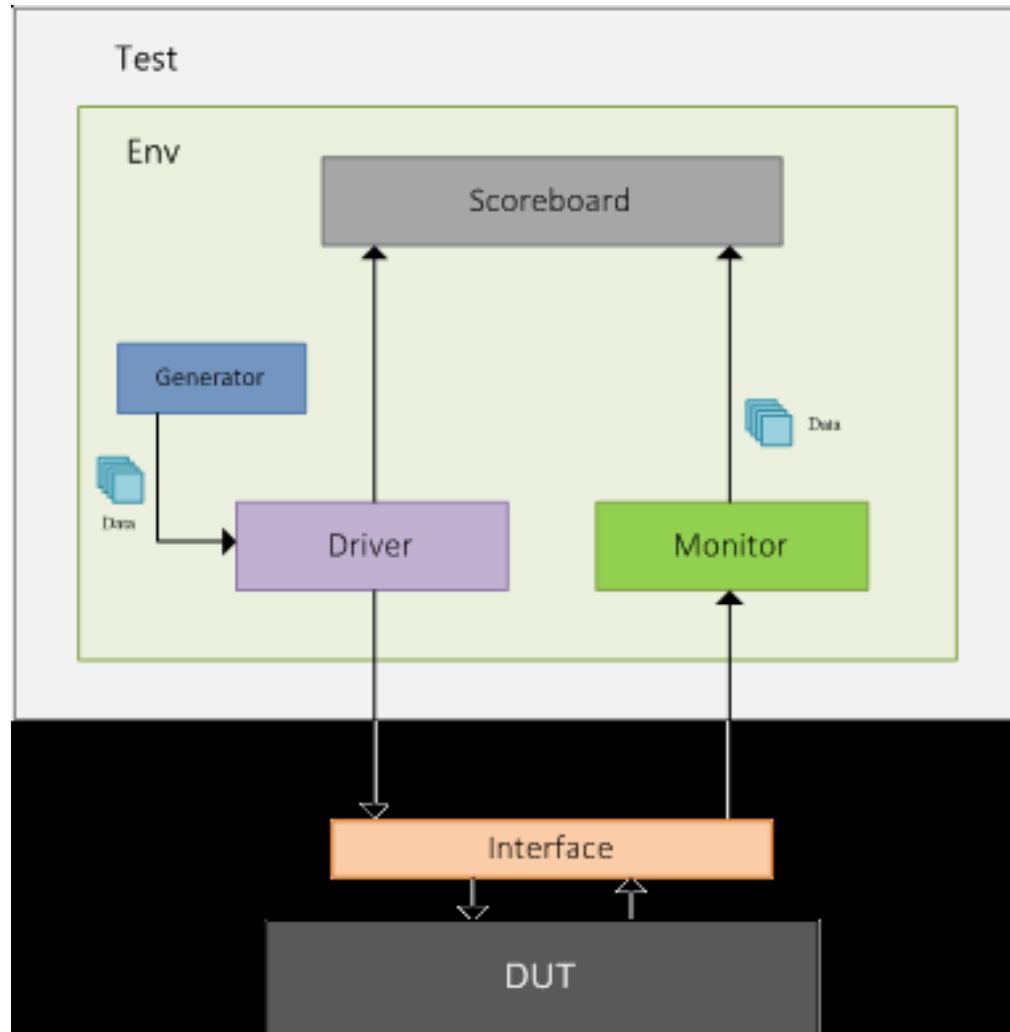 Test
Env
Scoreboard
Generator
Data
Data
Driver
Monitor
Interface
DUT